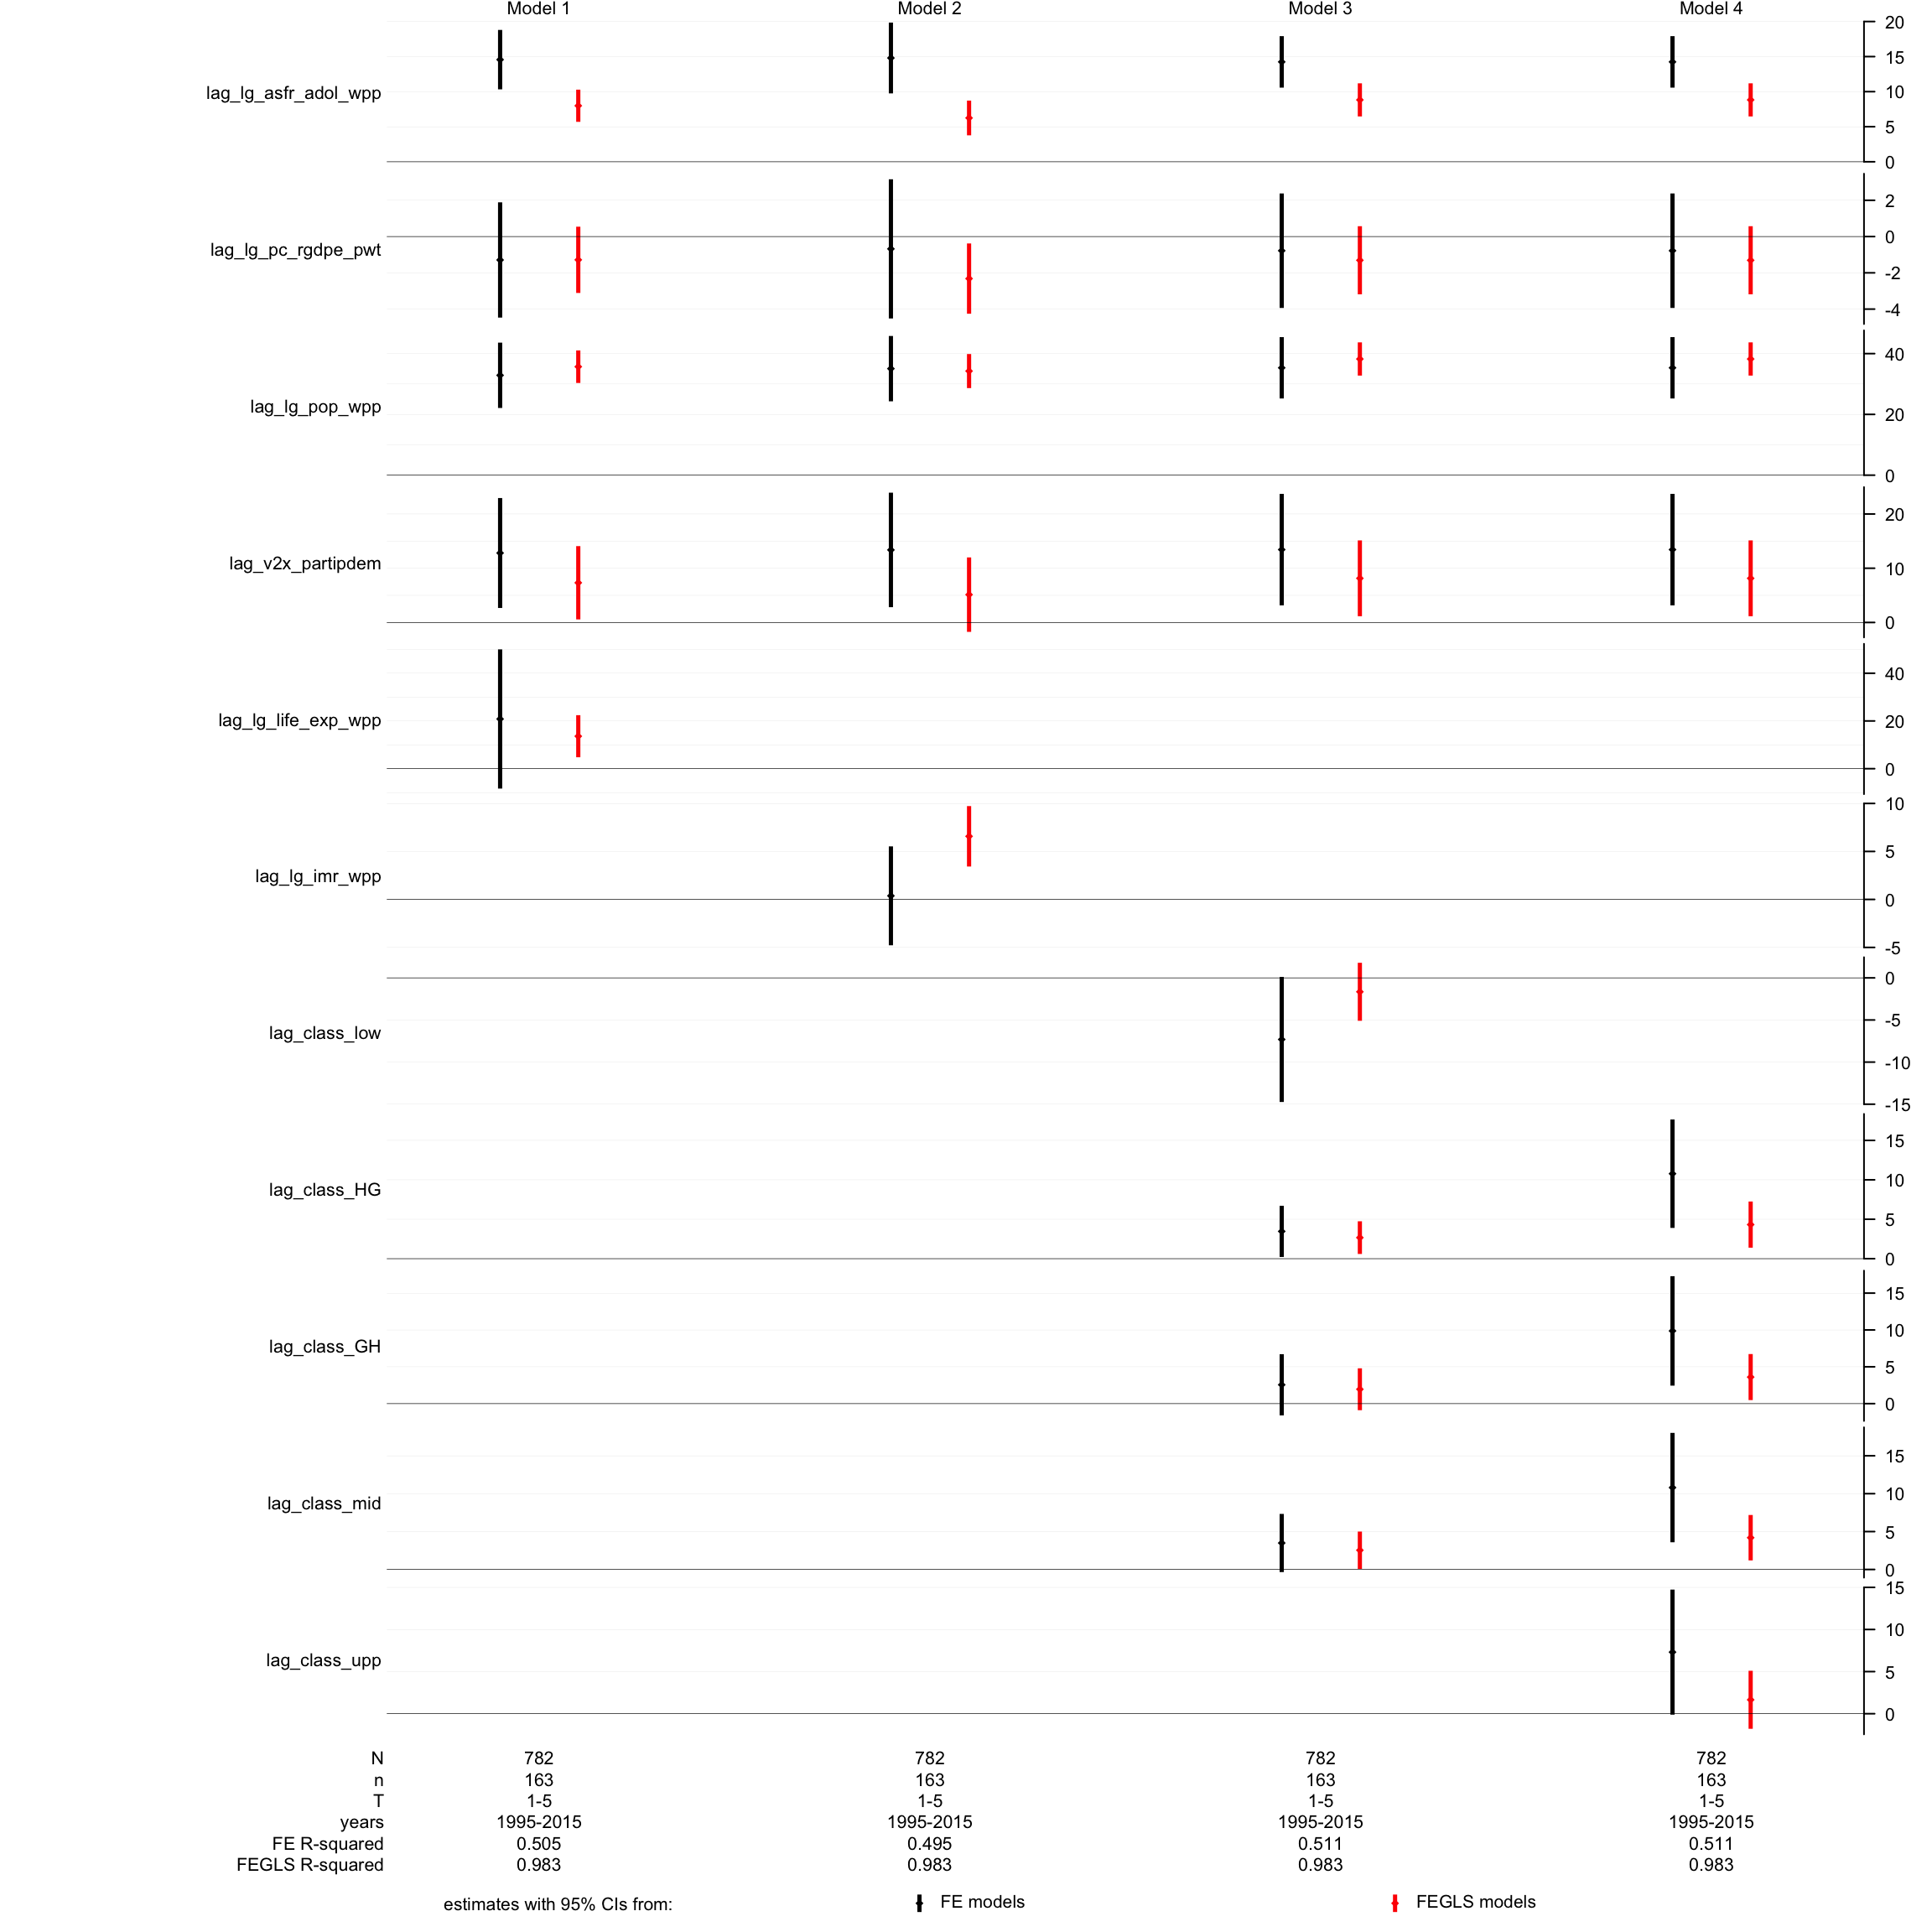 Model 1 Model 2 Model 3 Model 4
lag_lg_asfr_adol_wpp
20
15
10
5
0
lag_lg_pc_rgdpe_pwt
2
0
-2
-4
lag_lg_pop_wpp
40
20
0
lag_v2x_partipdem
20
10
0
lag_lg_life_exp_wpp
40
20
0
lag_lg_imr_wpp
10
5
0
-5
lag_class_low
0
-5
-10
-15
lag_class_HG
15
10
5
0
lag_class_GH
15
10
5
0
lag_class_mid
15
10
5
0
lag_class_upp
15
10
5
0
N 782 782 782 782
n 163 163 163 163
T 1-5 1-5 1-5 1-5
years 1995-2015 1995-2015 1995-2015 1995-2015
FE R-squared 0.505 0.495 0.511 0.511
FEGLS R-squared 0.983 0.983 0.983 0.983
estimates with 95% CIs from: FE models FEGLS models